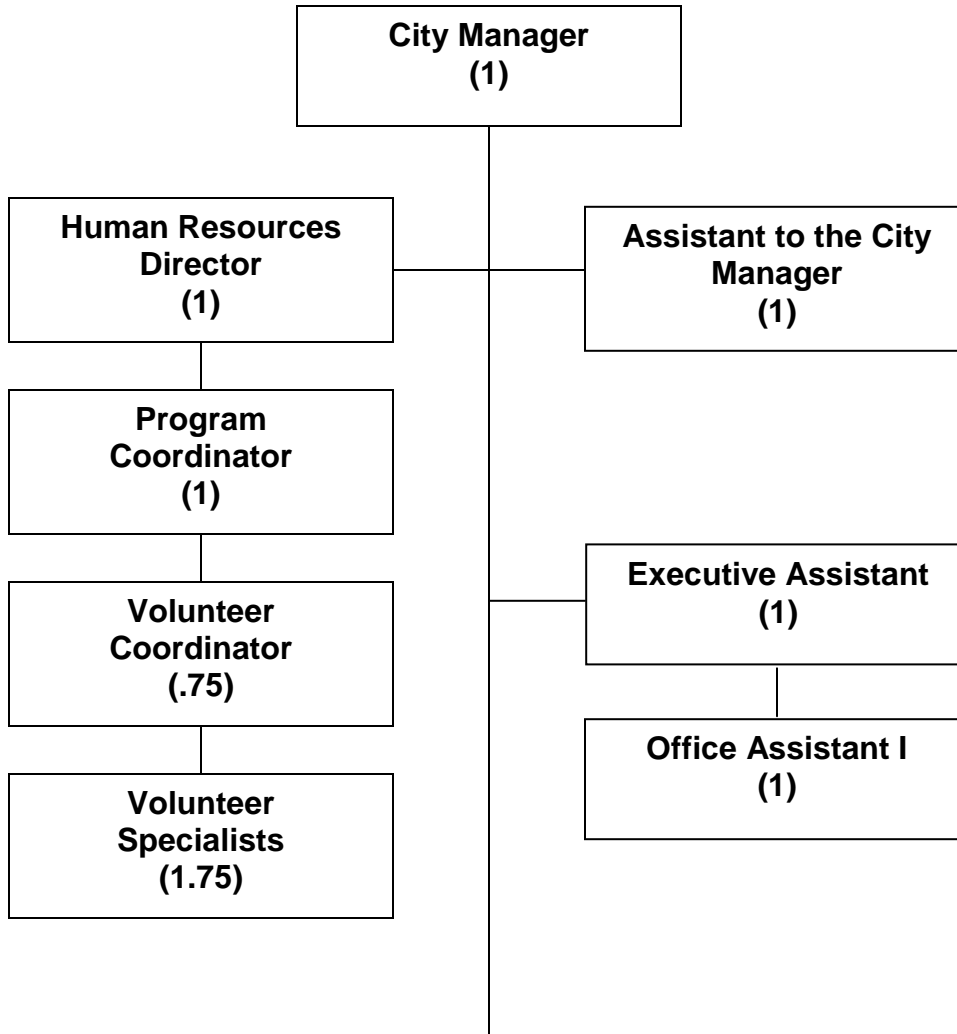 City Manager
(1)
Human Resources
Director
(1)
Assistant to the City
Manager
(1)
Program
Coordinator
(1)
Volunteer
Coordinator
(.75)
Volunteer
Specialists
(1.75)
Executive Assistant
(1)
Office Assistant I
(1)